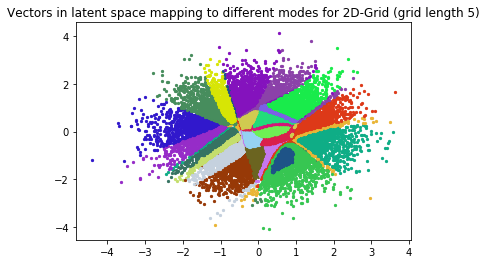 Vectors in latent space mapping to different modes for 2D-Grid (grid length 5)
4
2
0
−2
−4
−4 −3 −2 −1 0 1 2 3 4